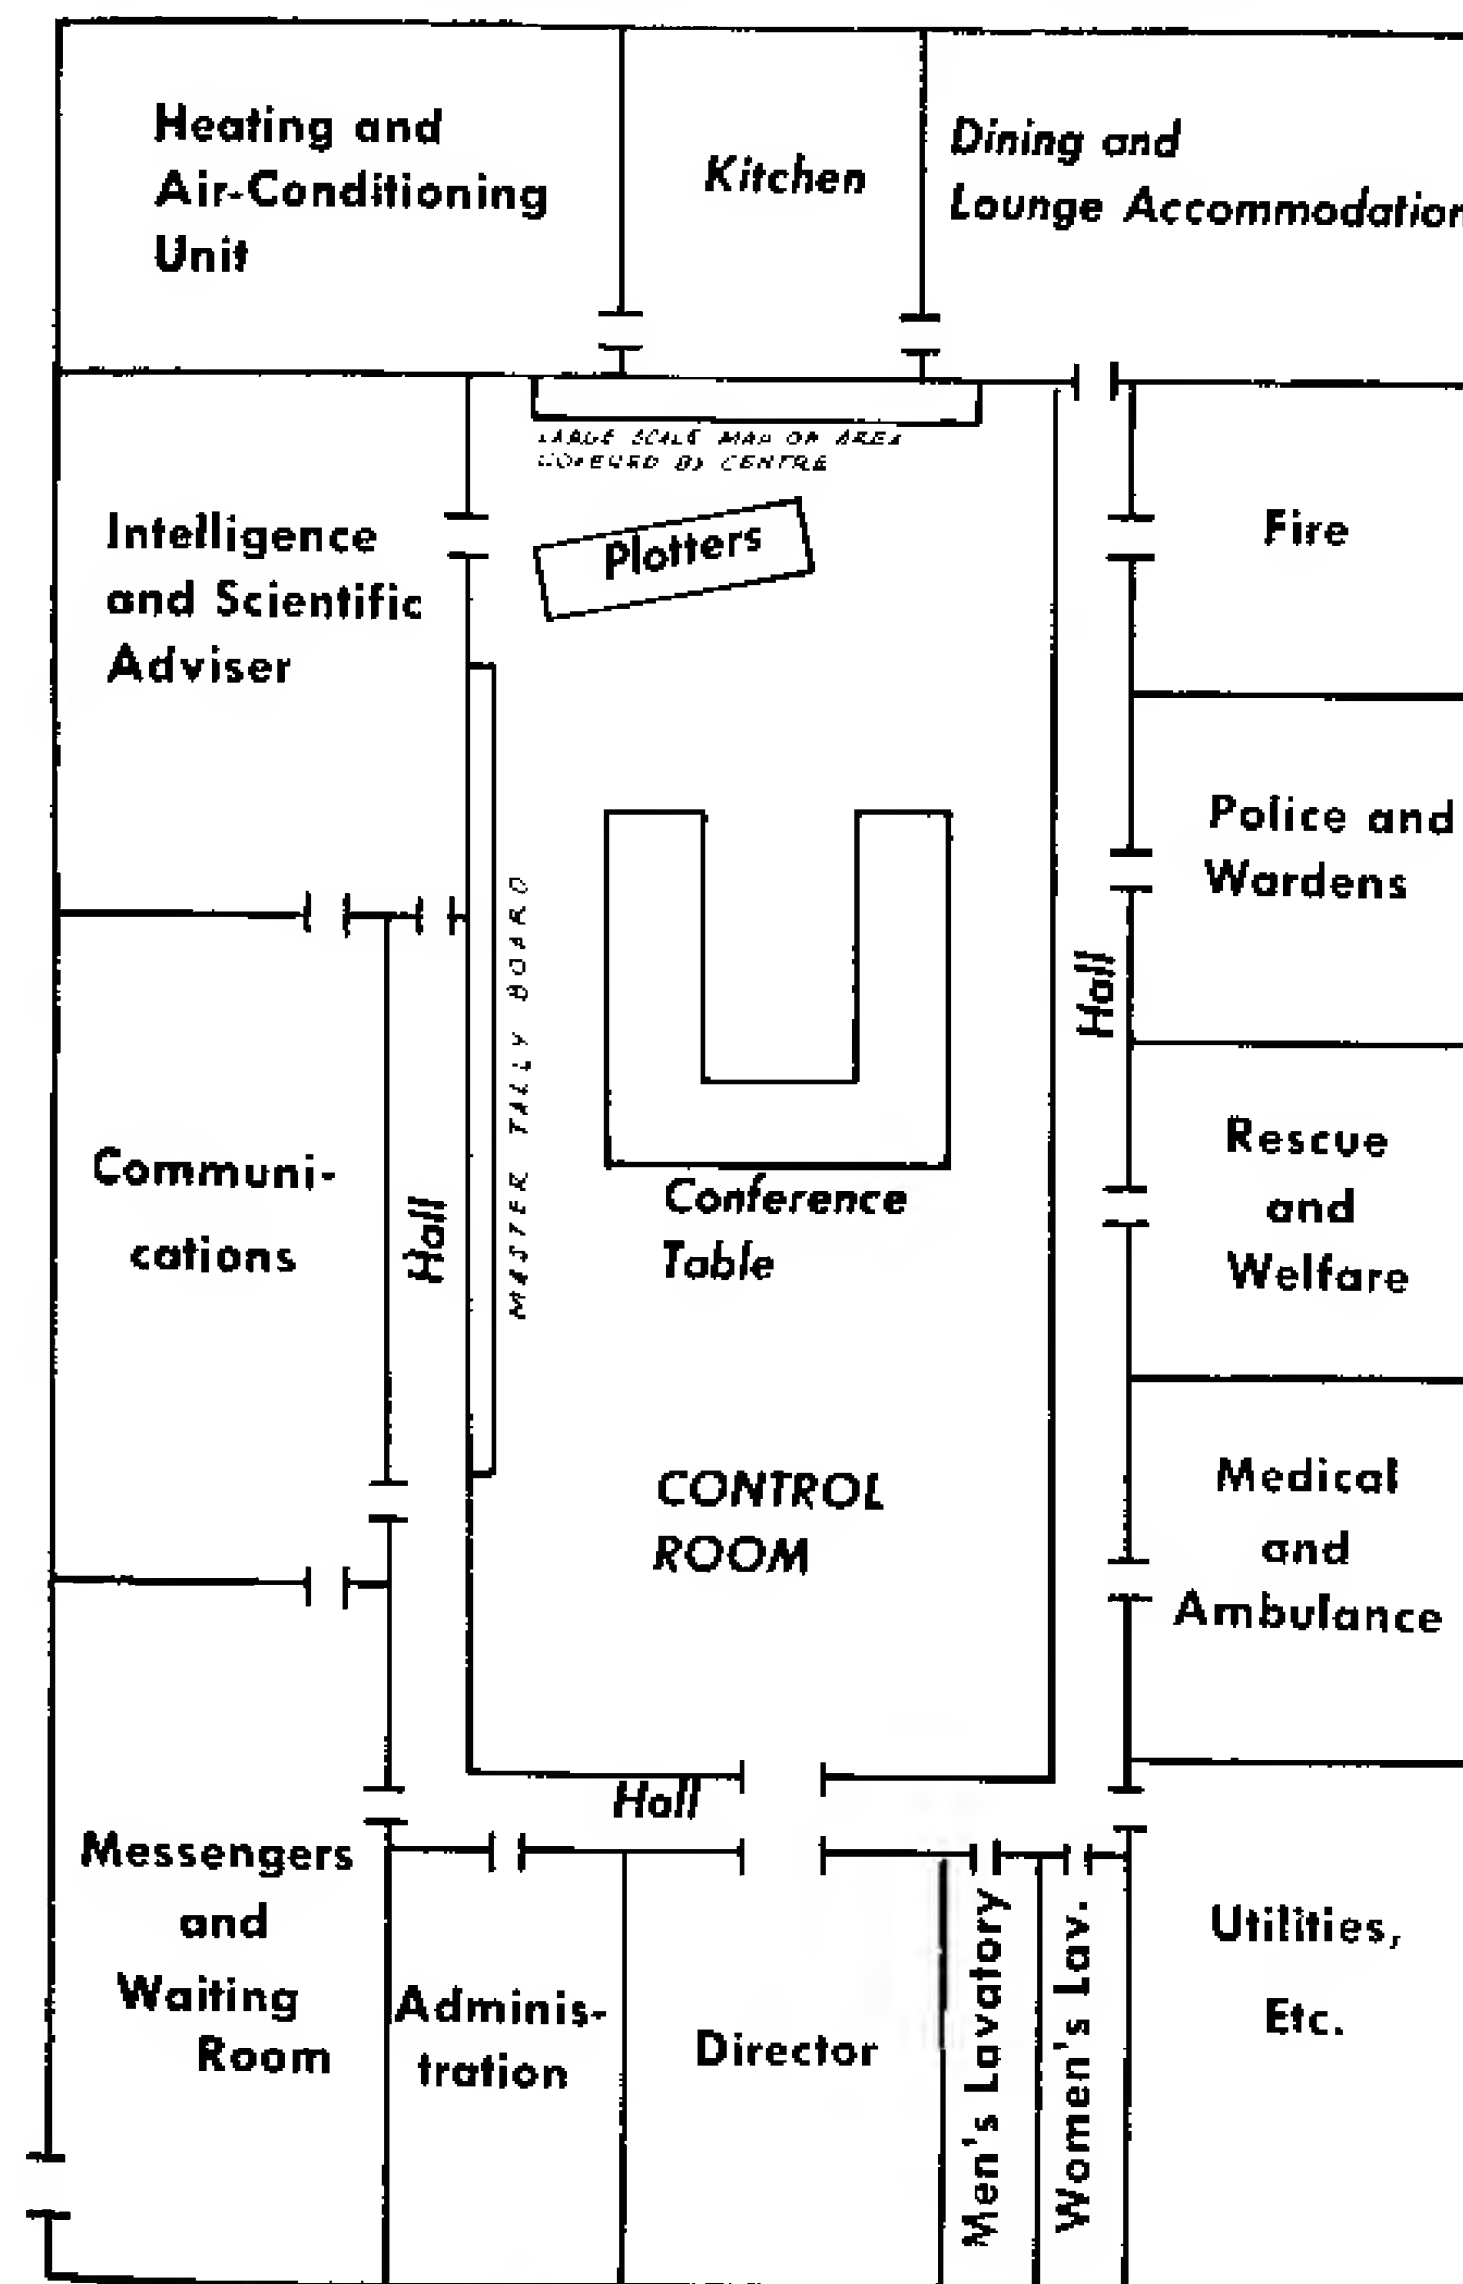 Heating and
Air-Conditioning
Unit
Kitchen
Dining and
Lounge Accommodation
LARGE SCALE MAP OF AREA
COVERED BY CENTRE
Intelligence
and Scientific
Adviser
Plotters
Fire
Police and
Wardens
MASTER TALLY BOARD
Hall
Communi-
cations
Hall
Conference
Table
Rescue
and
Welfare
CONTROL
ROOM
Medical
and
Ambulance
Hall
Messengers
and
Waiting
Room
Adminis-
tration
Director
Men's Lavatory
Women's Lav.
Utilities,
Etc.